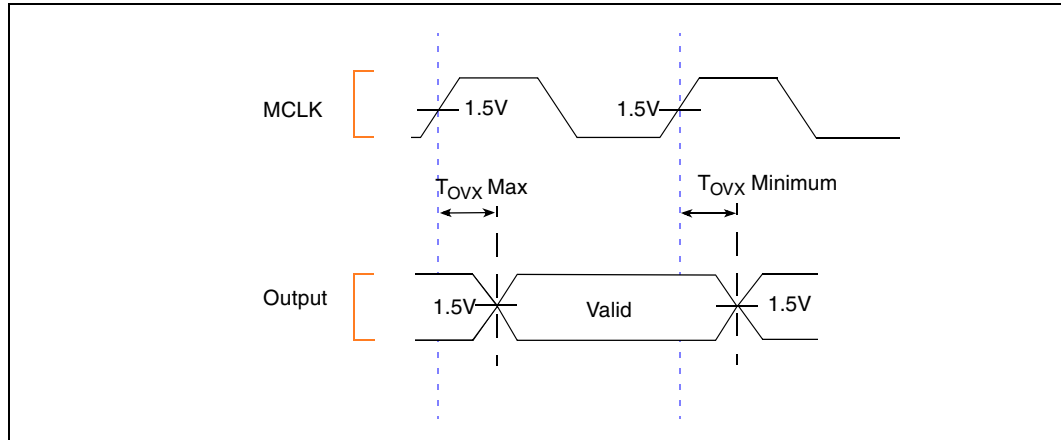 MCLK
1.5V
1.5V
TOVX Max
TOVX Minimum
Output
1.5V
Valid
1.5V